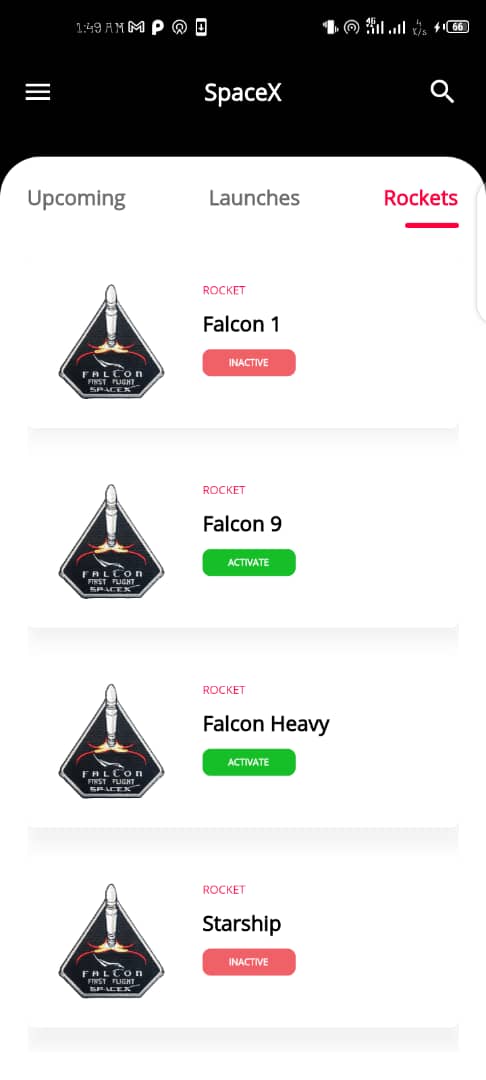 1:49 AM
66
SpaceX
Upcoming
Launches
Rockets
ROCKET
Falcon 1
INACTIVE
FALCON
FIRST FLIGHT
SPACEX
ROCKET
Falcon 9
ACTIVATE
FALCON
FIRST FLIGHT
SPACEX
ROCKET
Falcon Heavy
ACTIVATE
FALCON
FIRST FLIGHT
SPACEX
ROCKET
Starship
INACTIVE
FALCON
FIRST FLIGHT
SPACEX